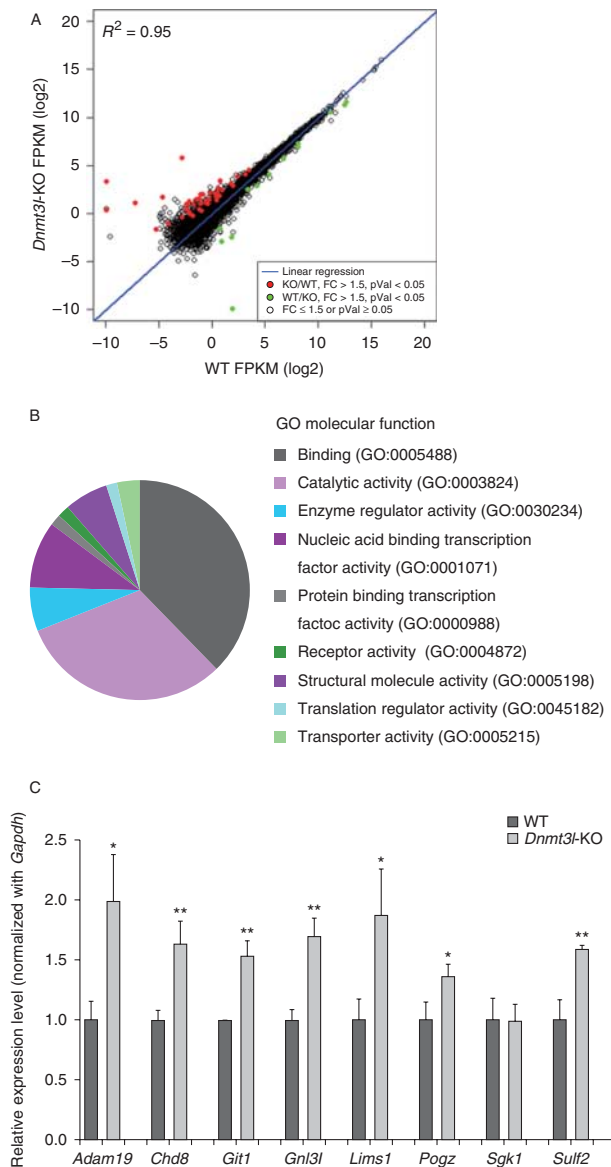 A
R² = 0.95
Dnmt3l-KO FPKM (log2)
20
15
10
5
0
−5
−10
Linear regression
KO/WT, FC > 1.5, pVal < 0.05
WT/KO, FC > 1.5, pVal < 0.05
FC ≤ 1.5 or pVal ≥ 0.05
−10 −5 0 5 10 15 20
WT FPKM (log2)
B
GO molecular function
Binding (GO:0005488)
Catalytic activity (GO:0003824)
Enzyme regulator activity (GO:0030234)
Nucleic acid binding transcription
factor activity (GO:0001071)
Protein binding transcription
factoc activity (GO:0000988)
Receptor activity (GO:0004872)
Structural molecule activity (GO:0005198)
Translation regulator activity (GO:0045182)
Transporter activity (GO:0005215)
C
WT
Dnmt3l-KO
Relative expression level (normalized with Gapdh)
2.5
2.0
1.5
1.0
0.5
0.0
* ** ** ** * * **
Adam19 Chd8 Git1 Gnl3l Lims1 Pogz Sgk1 Sulf2